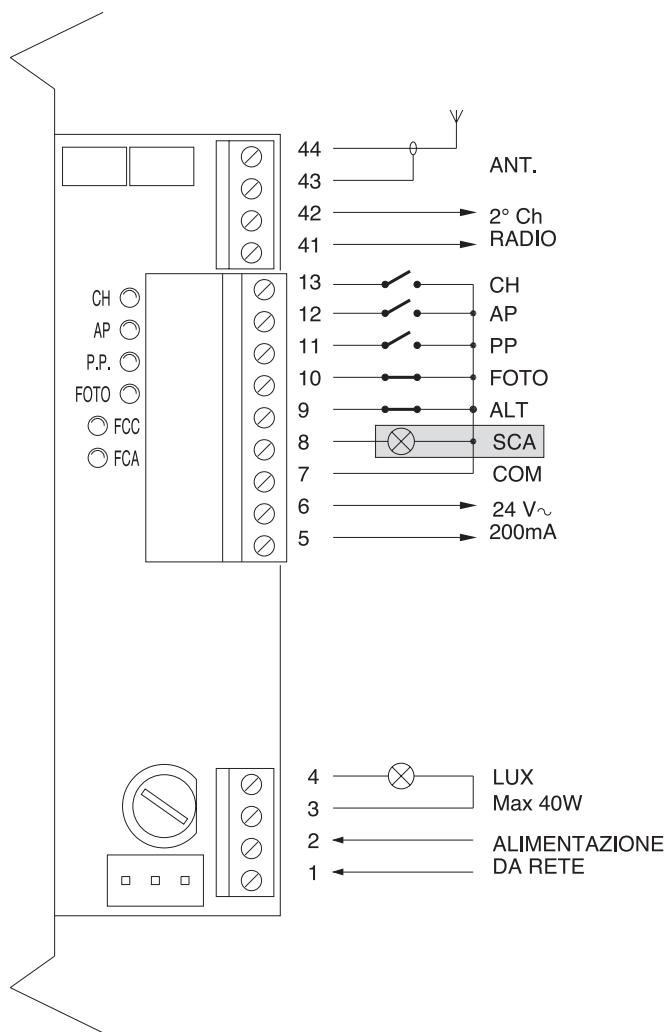 44
43
ANT.
42
41
2° Ch
RADIO
CH
AP
P.P.
FOTO
FCC
FCA
13 CH
12 AP
11 PP
10 FOTO
9 ALT
8 SCA
7 COM
6
5
24 V~
200mA
4
3
LUX
Max 40W
2
1
ALIMENTAZIONE
DA RETE